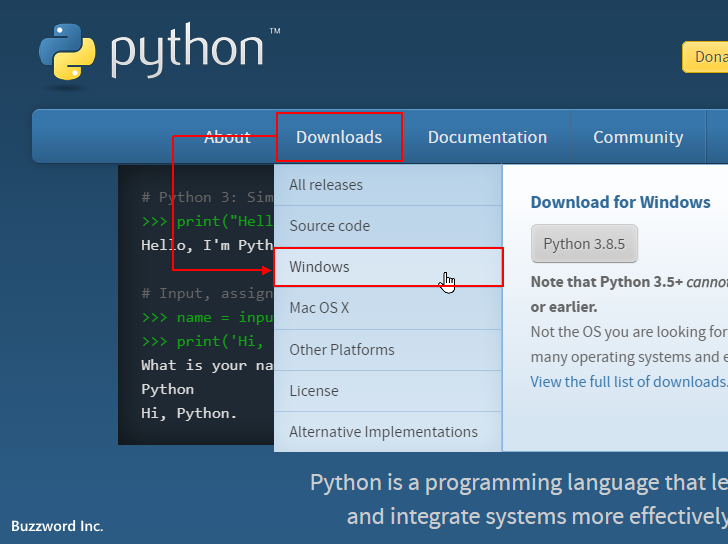 python™
Dona
About
Downloads
Documentation
Community
# Python 3: Sim
>>> print("Hell
Hello, I'm Pyth
# Input, assign
>>> name = inpu
>>> print('Hi,
What is your na
Python
Hi, Python.
All releases
Source code
Windows
Mac OS X
Other Platforms
License
Alternative Implementations
Download for Windows
Python 3.8.5
Note that Python 3.5+ cannot
or earlier.
Not the OS you are looking for
many operating systems and e
View the full list of downloads.
Python is a programming language that le
and integrate systems more effectively
Buzzword Inc.